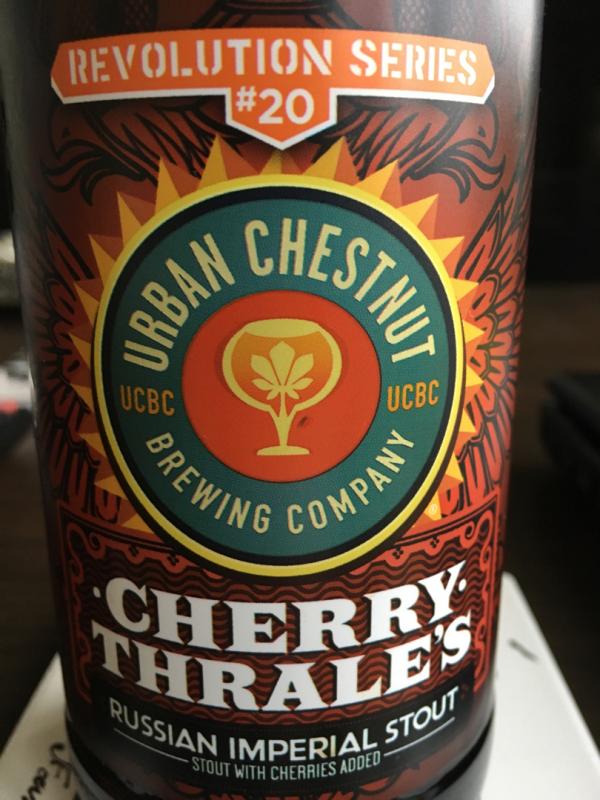 REVOLUTION SERIES
#20
URBAN CHESTNUT
UCBC
UCBC
BREWING COMPANY
·CHERRY·
THRALE'S
RUSSIAN IMPERIAL STOUT
STOUT WITH CHERRIES ADDED